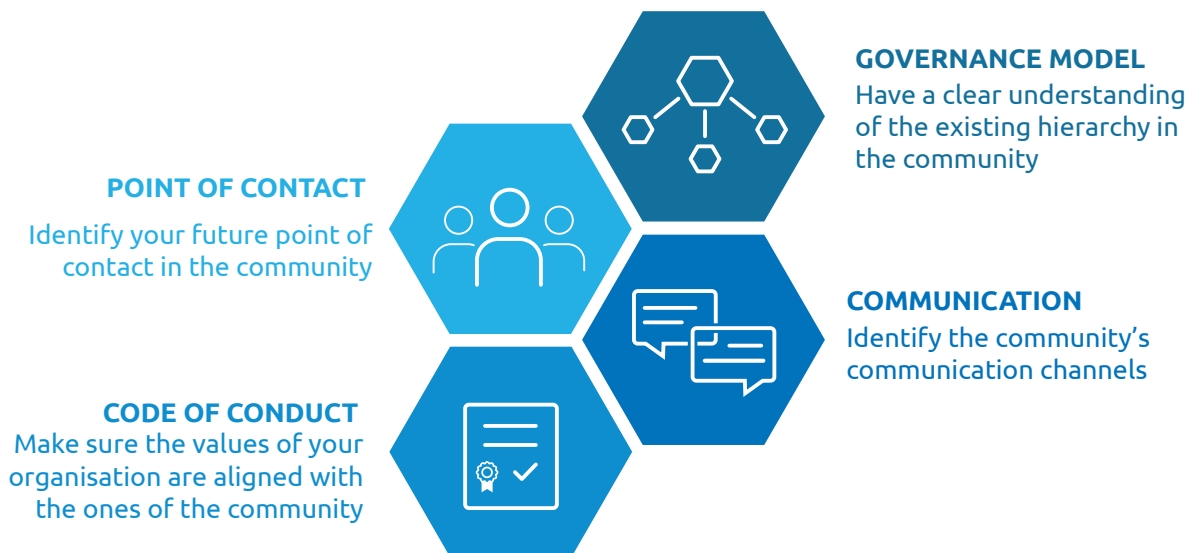 GOVERNANCE MODEL
Have a clear understanding
of the existing hierarchy in
the community
POINT OF CONTACT
Identify your future point of
contact in the community
COMMUNICATION
Identify the community’s
communication channels
CODE OF CONDUCT
Make sure the values of your
organisation are aligned with
the ones of the community